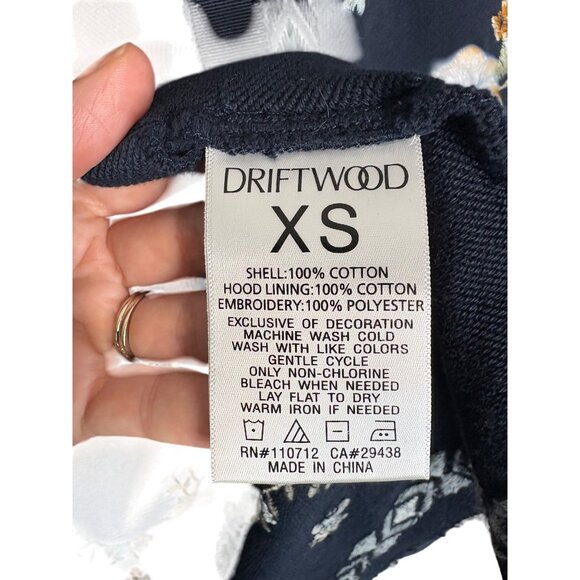 DRIFTWOOD
XS
SHELL:100% COTTON
HOOD LINING:100% COTTON
EMBROIDERY:100% POLYESTER
EXCLUSIVE OF DECORATION
MACHINE WASH COLD
WASH WITH LIKE COLORS
GENTLE CYCLE
ONLY NON-CHLORINE
BLEACH WHEN NEEDED
LAY FLAT TO DRY
WARM IRON IF NEEDED
RN#110712 CA#29438
MADE IN CHINA